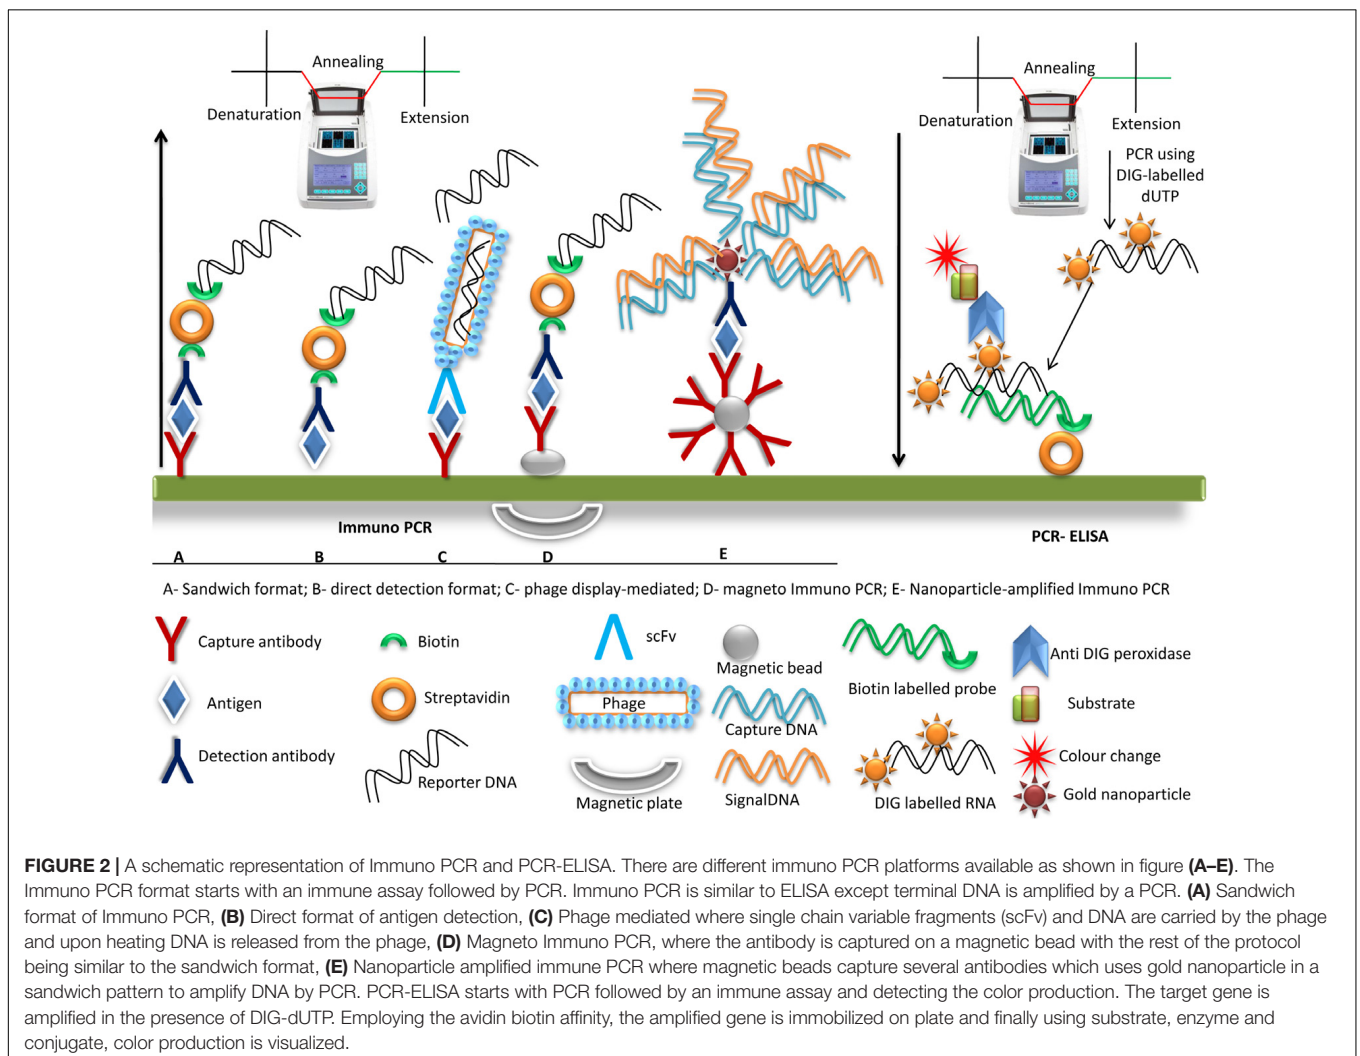 Annealing
Denaturation
Extension
Annealing
Denaturation
Extension
PCR using
DIG-labelled
dUTP
Immuno PCR
PCR- ELISA
A
B
C
D
E
A- Sandwich format; B- direct detection format; C- phage display-mediated; D- magneto Immuno PCR; E- Nanoparticle-amplified Immuno PCR
Capture antibody
Biotin
scFv
Magnetic bead
Biotin labelled probe
Anti DIG peroxidase
Antigen
Streptavidin
Phage
Capture DNA
Substrate
Detection antibody
Reporter DNA
Magnetic plate
SignalDNA
DIG labelled RNA
Colour change
Gold nanoparticle
FIGURE 2 | A schematic representation of Immuno PCR and PCR-ELISA. There are different immuno PCR platforms available as shown in figure (A–E). The
Immuno PCR format starts with an immune assay followed by PCR. Immuno PCR is similar to ELISA except terminal DNA is amplified by a PCR. (A) Sandwich
format of Immuno PCR, (B) Direct format of antigen detection, (C) Phage mediated where single chain variable fragments (scFv) and DNA are carried by the phage
and upon heating DNA is released from the phage, (D) Magneto Immuno PCR, where the antibody is captured on a magnetic bead with the rest of the protocol
being similar to the sandwich format, (E) Nanoparticle amplified immune PCR where magnetic beads capture several antibodies which uses gold nanoparticle in a
sandwich pattern to amplify DNA by PCR. PCR-ELISA starts with PCR followed by an immune assay and detecting the color production. The target gene is
amplified in the presence of DIG-dUTP. Employing the avidin biotin affinity, the amplified gene is immobilized on plate and finally using substrate, enzyme and
conjugate, color production is visualized.